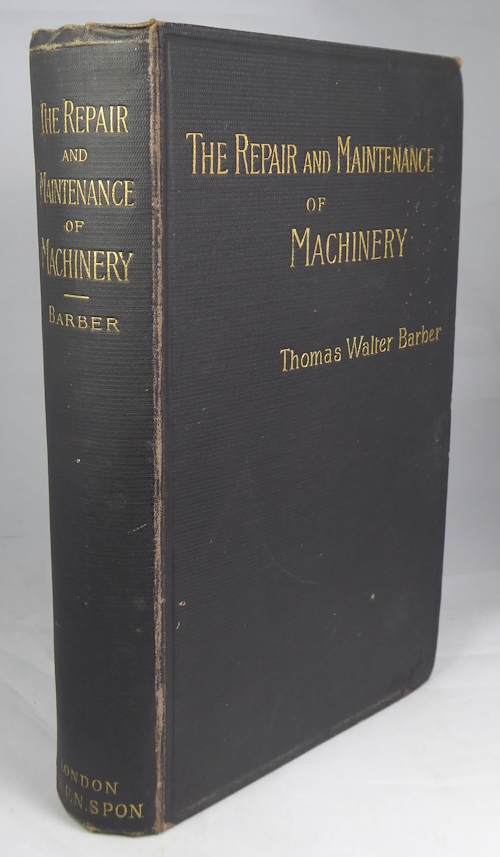 THE REPAIR
AND
MAINTENANCE
OF
MACHINERY
BARBER
LONDON
& F.N. SPON
THE REPAIR AND MAINTENANCE
OF
MACHINERY
Thomas Walter Barber